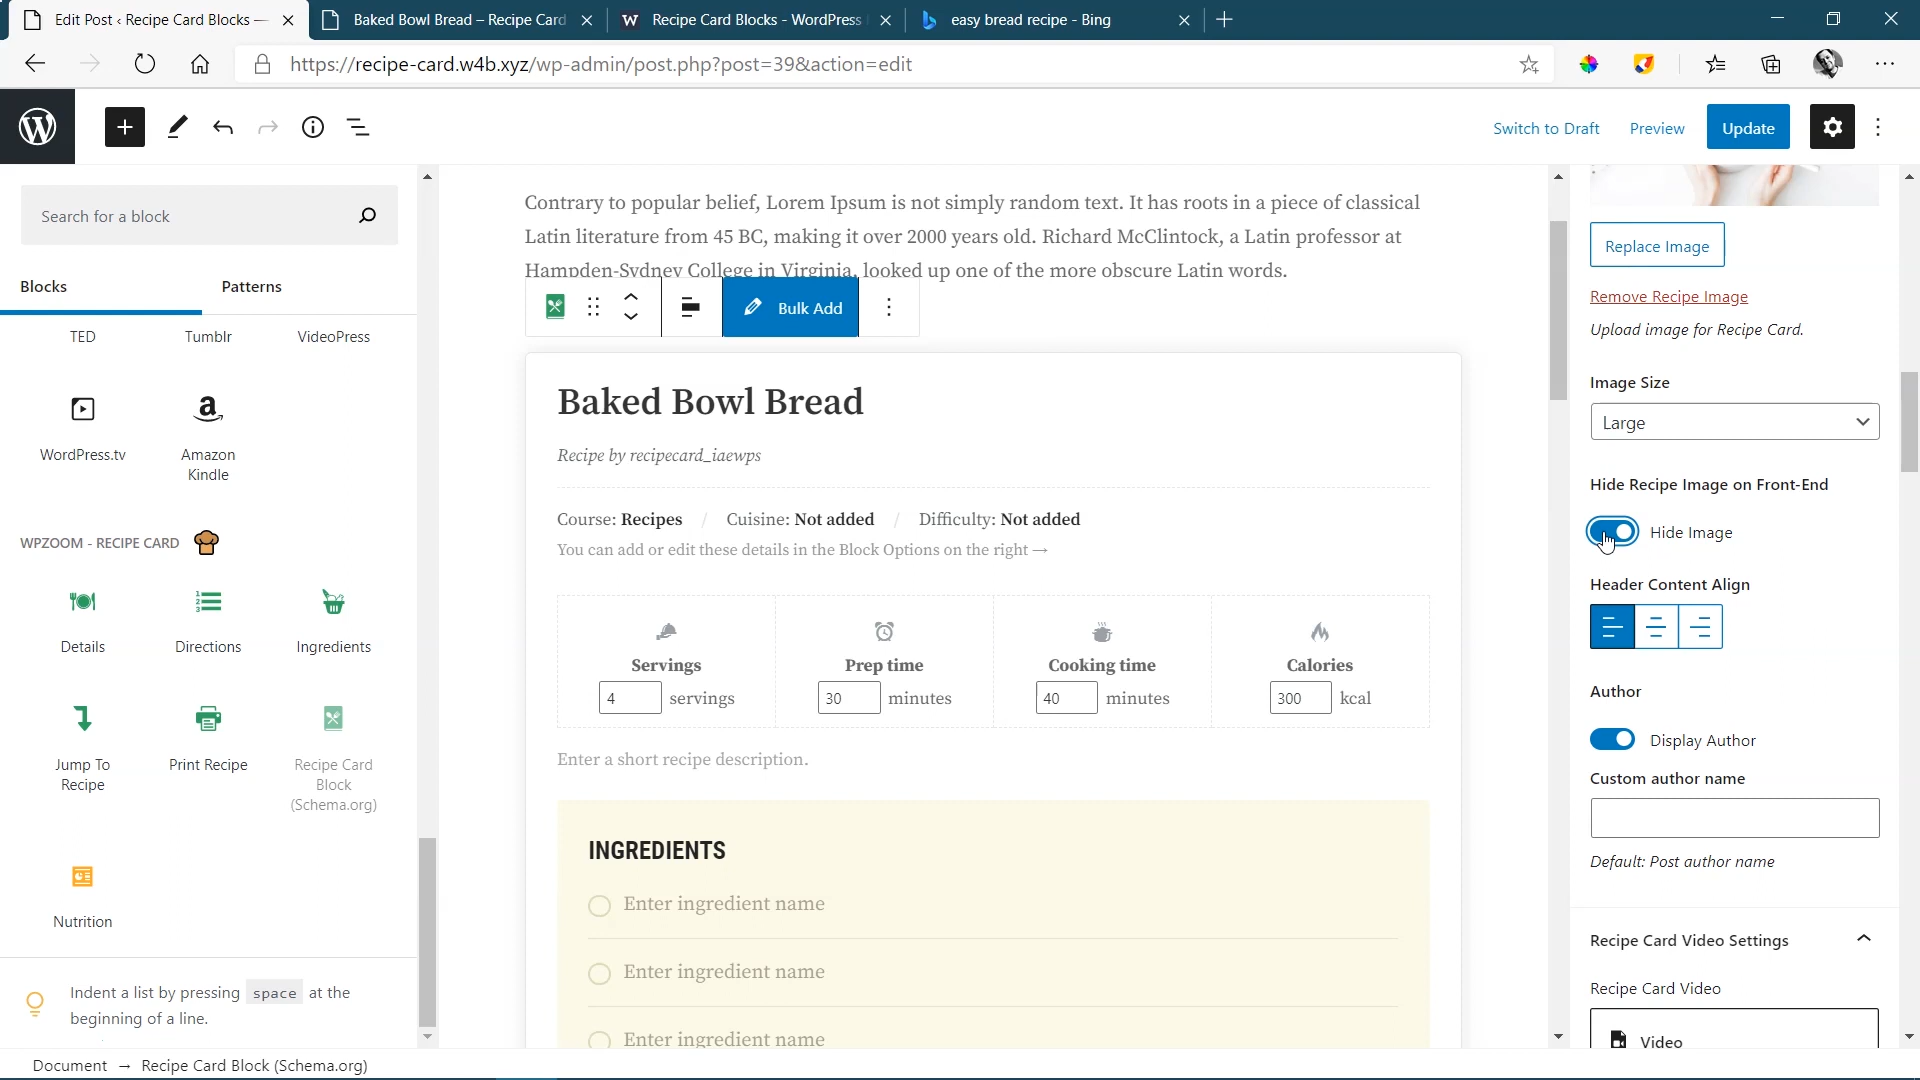 Edit Post ‹ Recipe Card Blocks —
Baked Bowl Bread – Recipe Card
Recipe Card Blocks - WordPress
easy bread recipe - Bing
https://recipe-card.w4b.xyz/wp-admin/post.php?post=39&action=edit
Switch to Draft
Preview
Update
Search for a block
Blocks
Patterns
TED
Tumblr
VideoPress
WordPress.tv
Amazon
Kindle
WPZOOM - RECIPE CARD
Details
Directions
Ingredients
Jump To
Recipe
Print Recipe
Recipe Card
Block
(Schema.org)
Nutrition
Indent a list by pressing space at the
beginning of a line.
Document → Recipe Card Block (Schema.org)
Contrary to popular belief, Lorem Ipsum is not simply random text. It has roots in a piece of classical
Latin literature from 45 BC, making it over 2000 years old. Richard McClintock, a Latin professor at
Hampden-Sydney College in Virginia, looked up one of the more obscure Latin words.
Bulk Add
Baked Bowl Bread
Recipe by recipecard_iaewps
Course: Recipes / Cuisine: Not added / Difficulty: Not added
You can add or edit these details in the Block Options on the right →
Servings
4 servings
Prep time
30 minutes
Cooking time
40 minutes
Calories
300 kcal
Enter a short recipe description.
INGREDIENTS
Enter ingredient name
Enter ingredient name
Enter ingredient name
Replace Image
Remove Recipe Image
Upload image for Recipe Card.
Image Size
Large
Hide Recipe Image on Front-End
Hide Image
Header Content Align
Author
Display Author
Custom author name
Default: Post author name
Recipe Card Video Settings
Recipe Card Video
Video